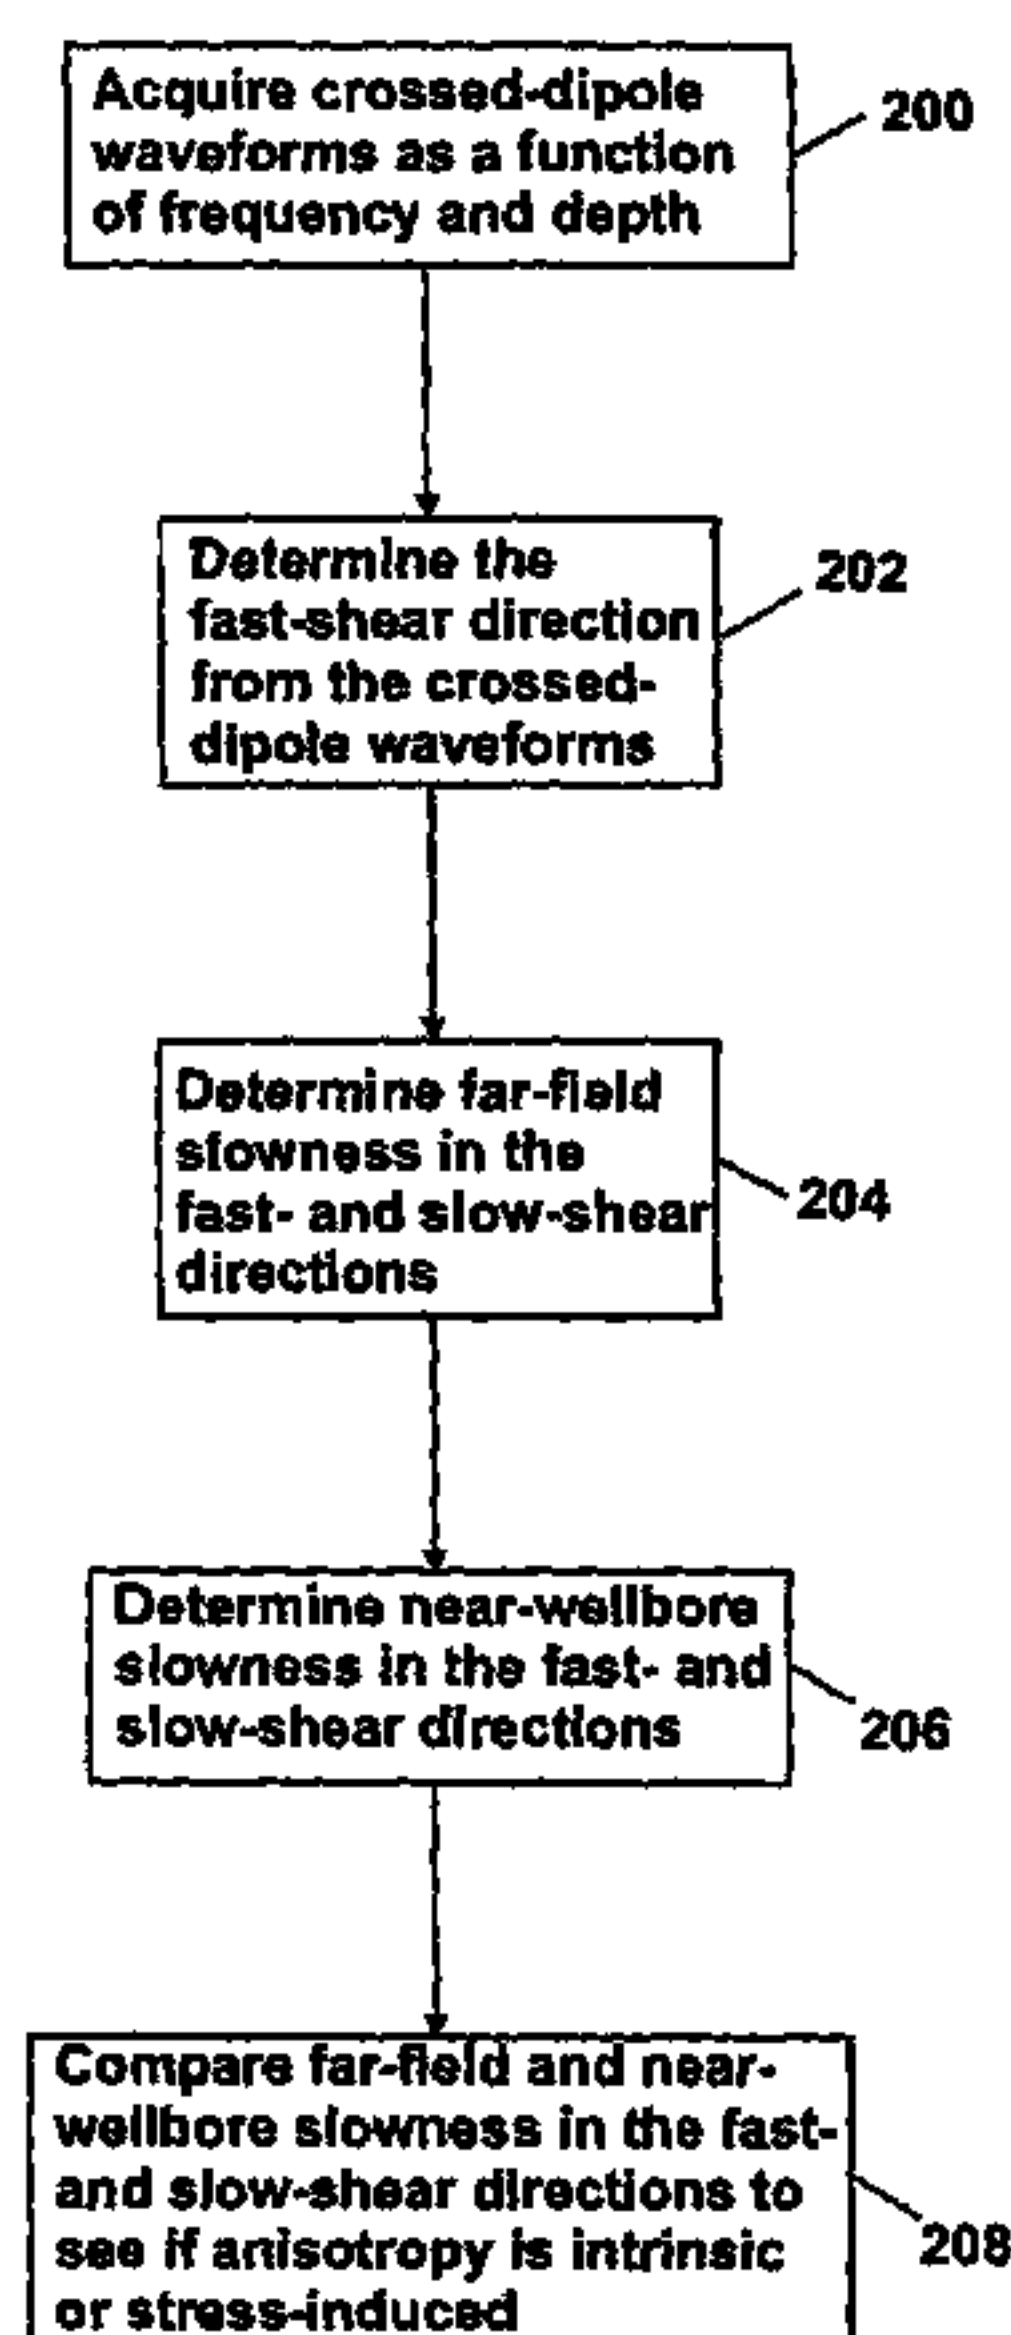 Acquire crossed-dipole
waveforms as a function
of frequency and depth
200
Determine the
fast-shear direction
from the crossed-
dipole waveforms
202
Determine far-field
slowness in the
fast- and slow-shear
directions
204
Determine near-wellbore
slowness in the fast- and
slow-shear directions
206
Compare far-field and near-
wellbore slowness in the fast-
and slow-shear directions to
see if anisotropy is intrinsic
or stress-induced
208